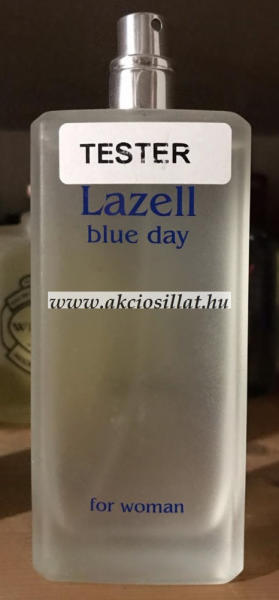 TESTER
Lazell
blue day
www.akciosillat.hu
for woman